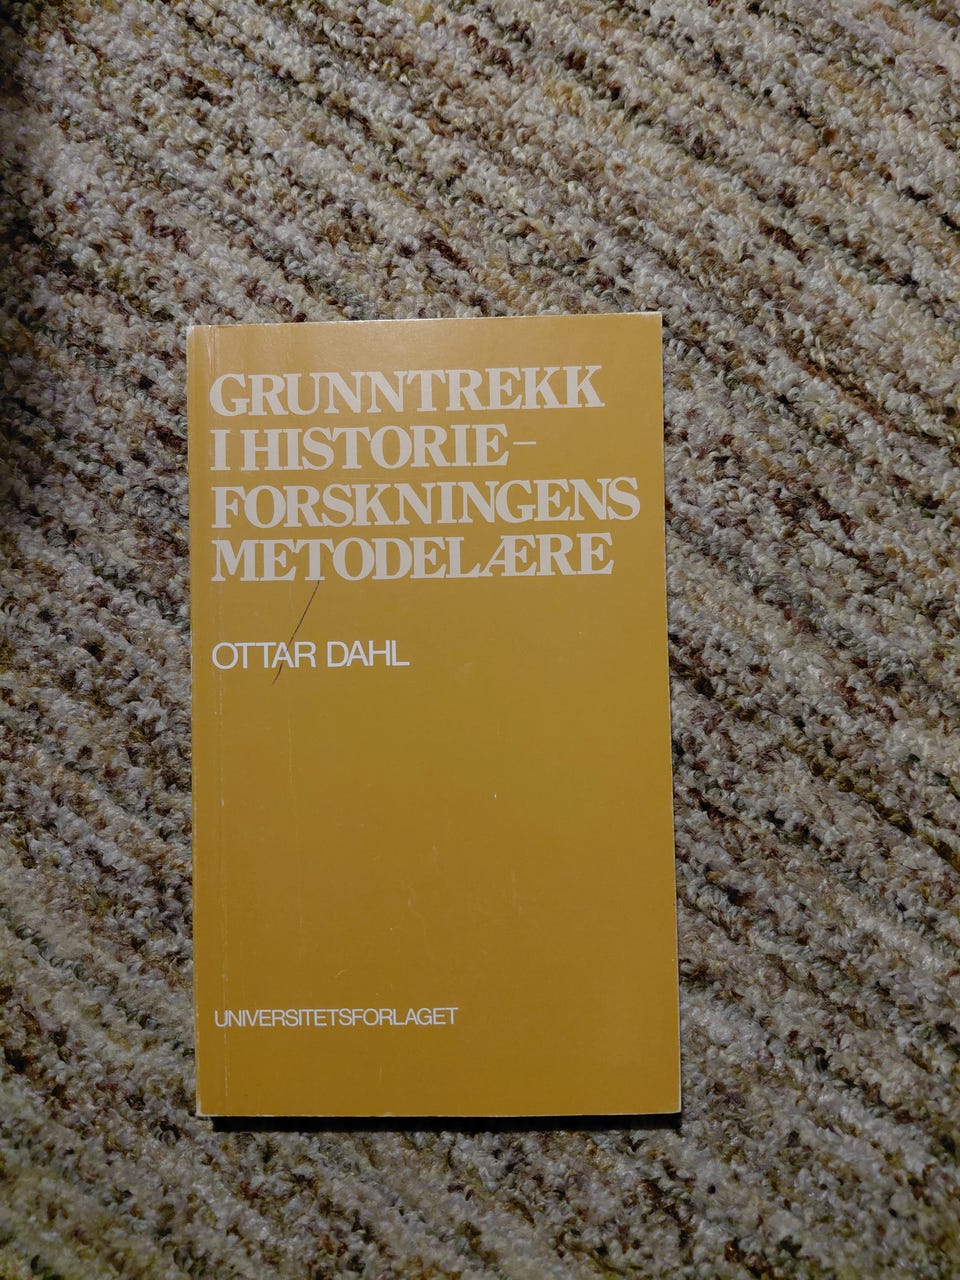 GRUNNTREKK
I HISTORIE–
FORSKNINGENS
METODELÆRE
OTTAR DAHL
UNIVERSITETSFORLAGET